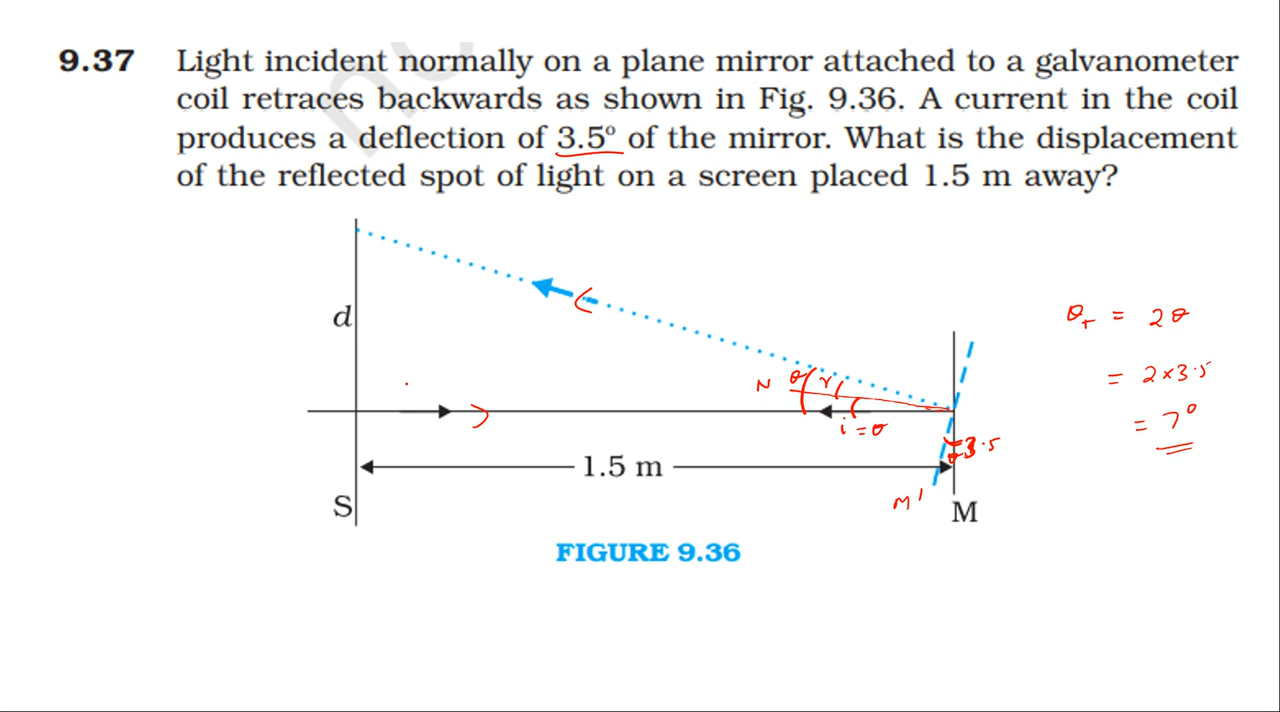 9.37 Light incident normally on a plane mirror attached to a galvanometer
coil retraces backwards as shown in Fig. 9.36. A current in the coil
produces a deflection of 3.5° of the mirror. What is the displacement
of the reflected spot of light on a screen placed 1.5 m away?
d
θr = 2θ
= 2×3.5
= 7°
N θ r
i = θ
3.5
1.5 m
M'
S
M
FIGURE 9.36